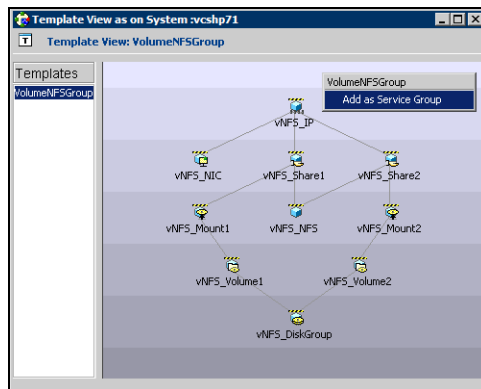 Template View as on System :vcshp71
Template View: VolumeNFSGroup
Templates
VolumeNFSGroup
VolumeNFSGroup
Add as Service Group
vNFS_IP
vNFS_NIC
vNFS_Share1
vNFS_Share2
vNFS_Mount1
vNFS_NFS
vNFS_Mount2
vNFS_Volume1
vNFS_Volume2
vNFS_DiskGroup